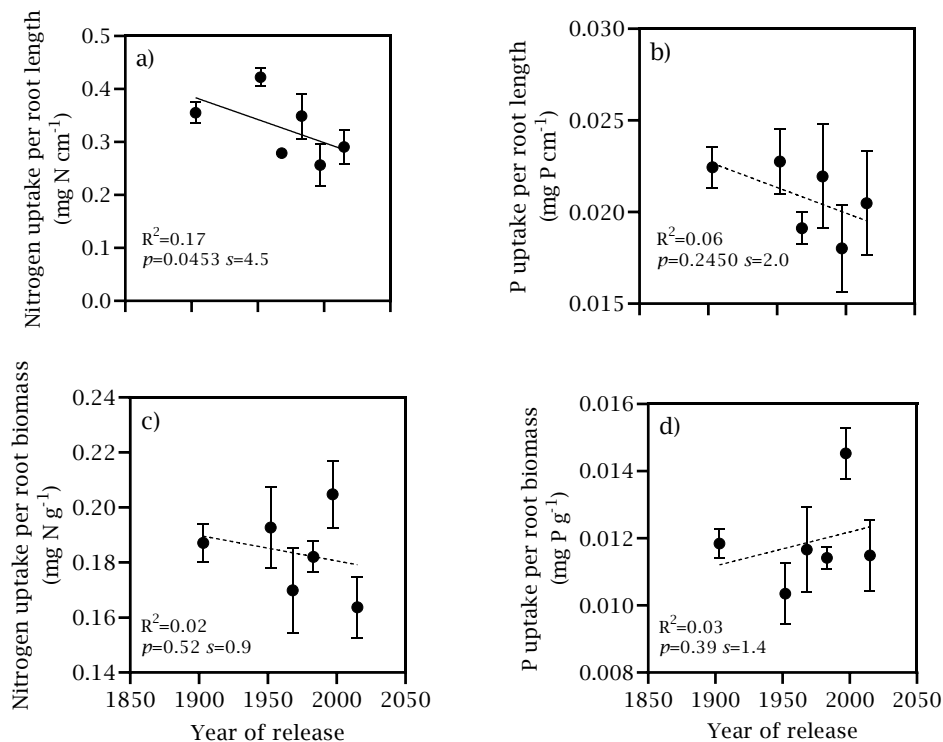 Nitrogen uptake per root length
(mg N cm⁻¹)
a)
0.5
0.4
0.3
0.2
0.1
0.0
R²=0.17
p=0.0453 s=4.5
P uptake per root length
(mg P cm⁻¹)
b)
0.030
0.025
0.020
0.015
R²=0.06
p=0.2450 s=2.0
Nitrogen uptake per root biomass
(mg N g⁻¹)
c)
0.24
0.22
0.20
0.18
0.16
0.14
R²=0.02
p=0.52 s=0.9
1850 1900 1950 2000 2050
Year of release
P uptake per root biomass
(mg P g⁻¹)
d)
0.016
0.014
0.012
0.010
0.008
R²=0.03
p=0.39 s=1.4
1850 1900 1950 2000 2050
Year of release